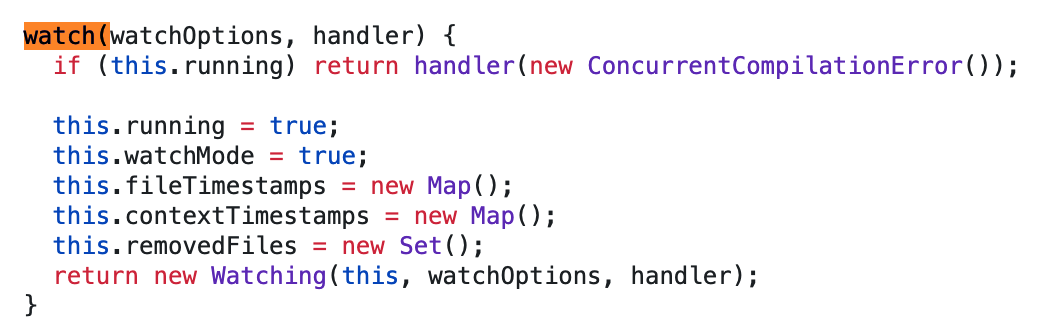 watch(watchOptions, handler) {
  if (this.running) return handler(new ConcurrentCompilationError());

  this.running = true;
  this.watchMode = true;
  this.fileTimestamps = new Map();
  this.contextTimestamps = new Map();
  this.removedFiles = new Set();
  return new Watching(this, watchOptions, handler);
}